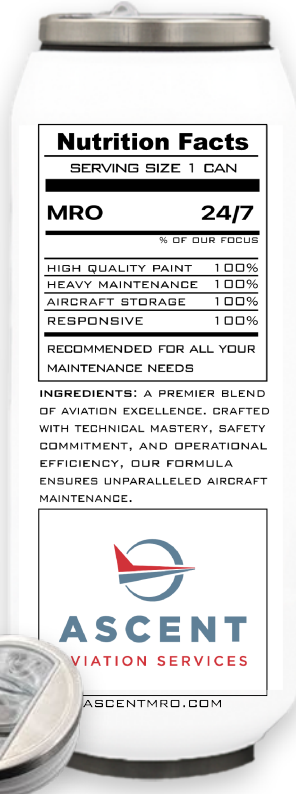 Nutrition Facts
SERVING SIZE 1 CAN
MRO 24/7
% OF OUR FOCUS
HIGH QUALITY PAINT 100%
HEAVY MAINTENANCE 100%
AIRCRAFT STORAGE 100%
RESPONSIVE 100%
RECOMMENDED FOR ALL YOUR
MAINTENANCE NEEDS
INGREDIENTS: A PREMIER BLEND
OF AVIATION EXCELLENCE. CRAFTED
WITH TECHNICAL MASTERY, SAFETY
COMMITMENT, AND OPERATIONAL
EFFICIENCY, OUR FORMULA
ENSURES UNPARALLELED AIRCRAFT
MAINTENANCE.
ASCENT
VIATION SERVICES
ASCENTMRO.COM